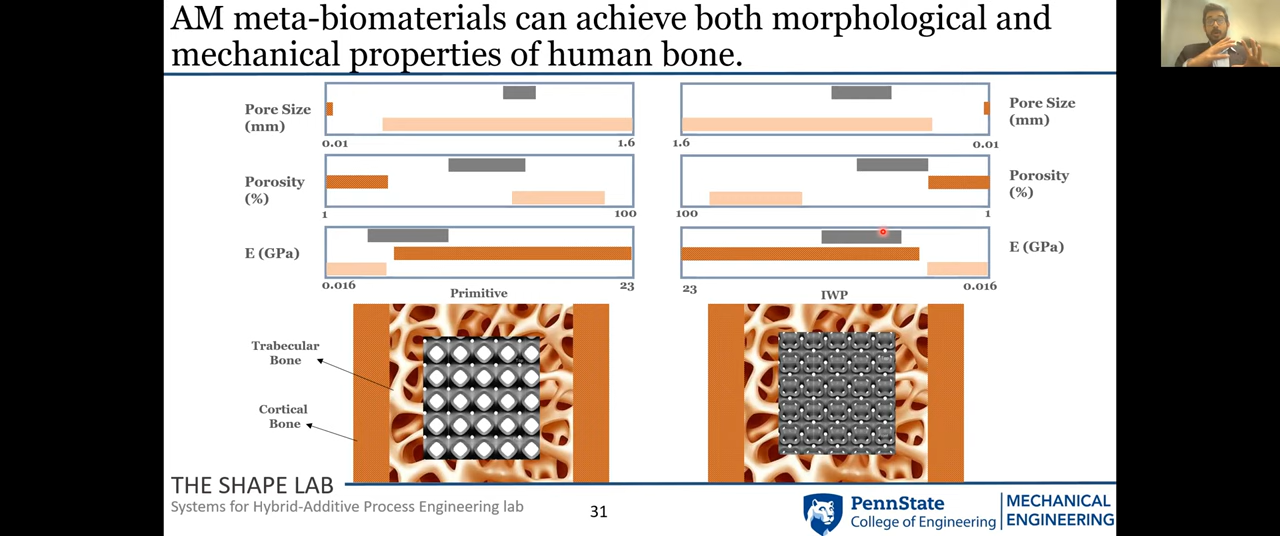 AM meta-biomaterials can achieve both morphological and
mechanical properties of human bone.
Pore Size
(mm)
0.01
1.6
Porosity
(%)
1
100
E (GPa)
0.016
23
Primitive
Pore Size
(mm)
1.6
0.01
Porosity
(%)
100
1
E (GPa)
23
0.016
IWP
Trabecular
Bone
Cortical
Bone
THE SHAPE LAB
Systems for Hybrid-Additive Process Engineering lab
31
PennState
College of Engineering
MECHANICAL
ENGINEERING